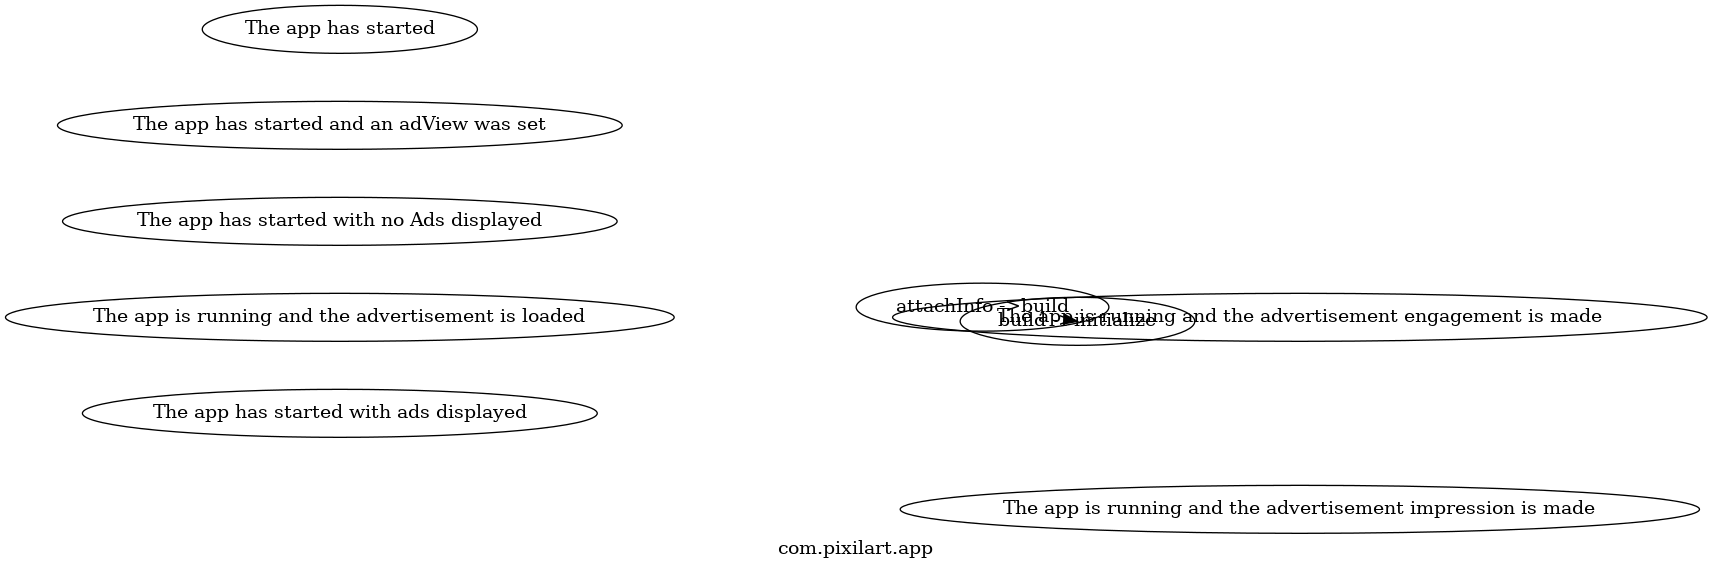 The app has started
The app has started and an adView was set
The app has started with no Ads displayed
attachInfo -> build
The app is running and the advertisement is loaded
The app is running and the advertisement engagement is made
build -> initialize
The app has started with ads displayed
The app is running and the advertisement impression is made
com.pixilart.app